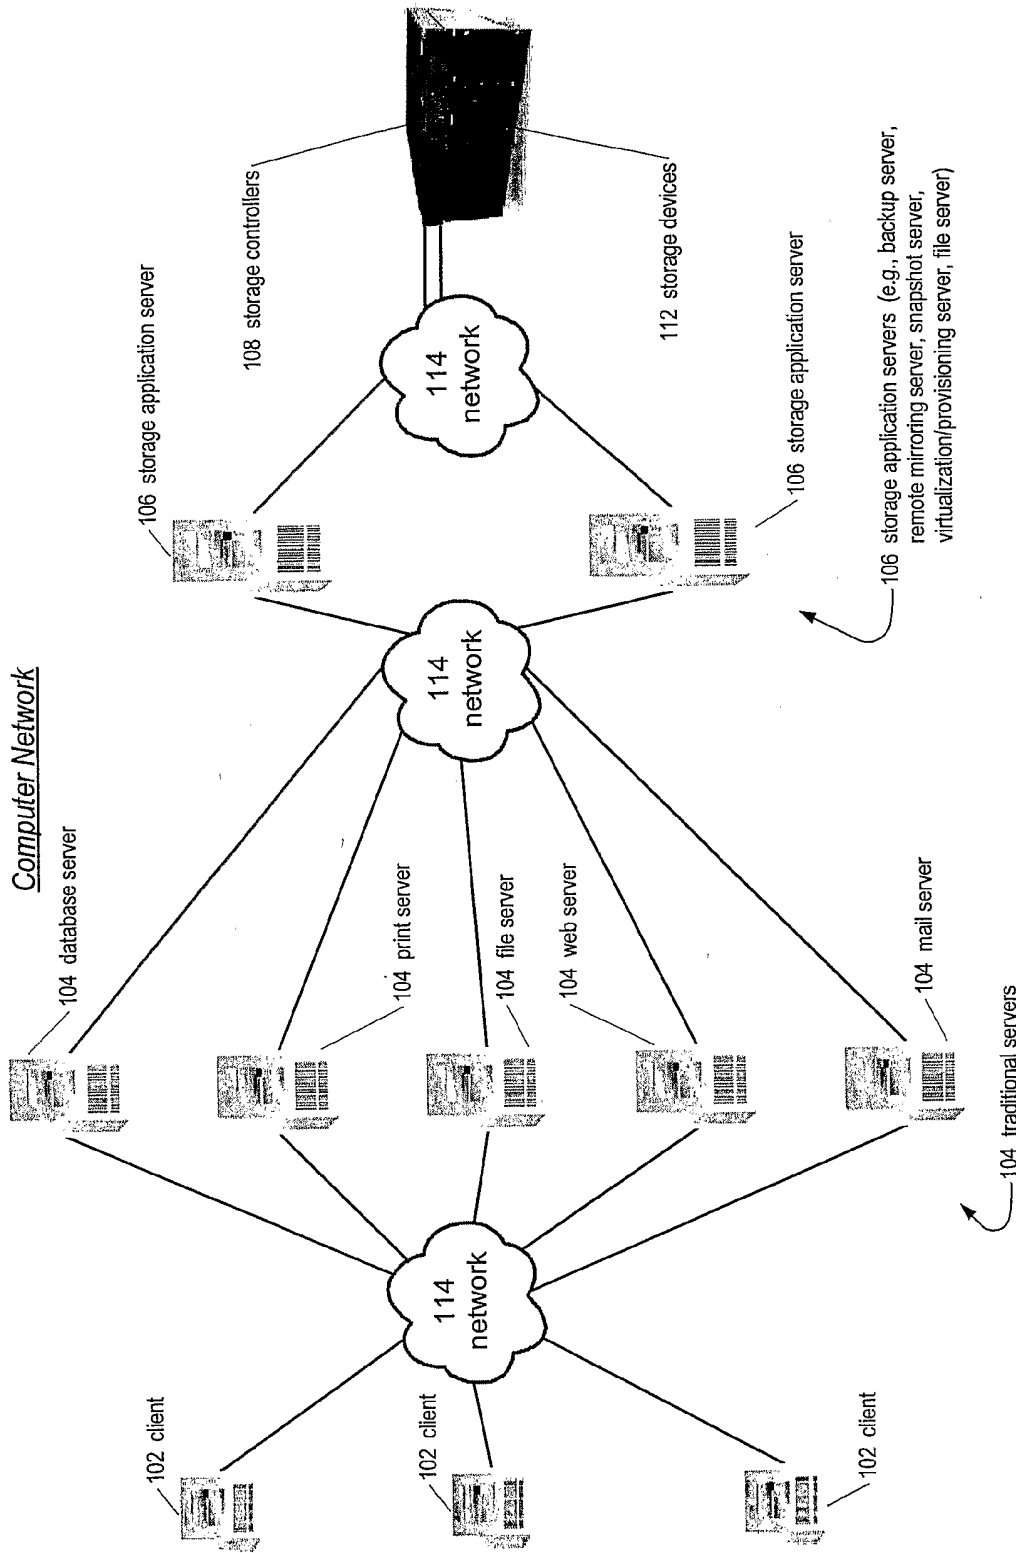 Computer Network
102 client
102 client
102 client
114
network
104 database server
104 print server
104 file server
104 web server
104 mail server
104 traditional servers
114
network
106 storage application server
106 storage application server
106 storage application servers (e.g., backup server,
remote mirroring server, snapshot server,
virtualization/provisioning server, file server)
114
network
108 storage controllers
112 storage devices